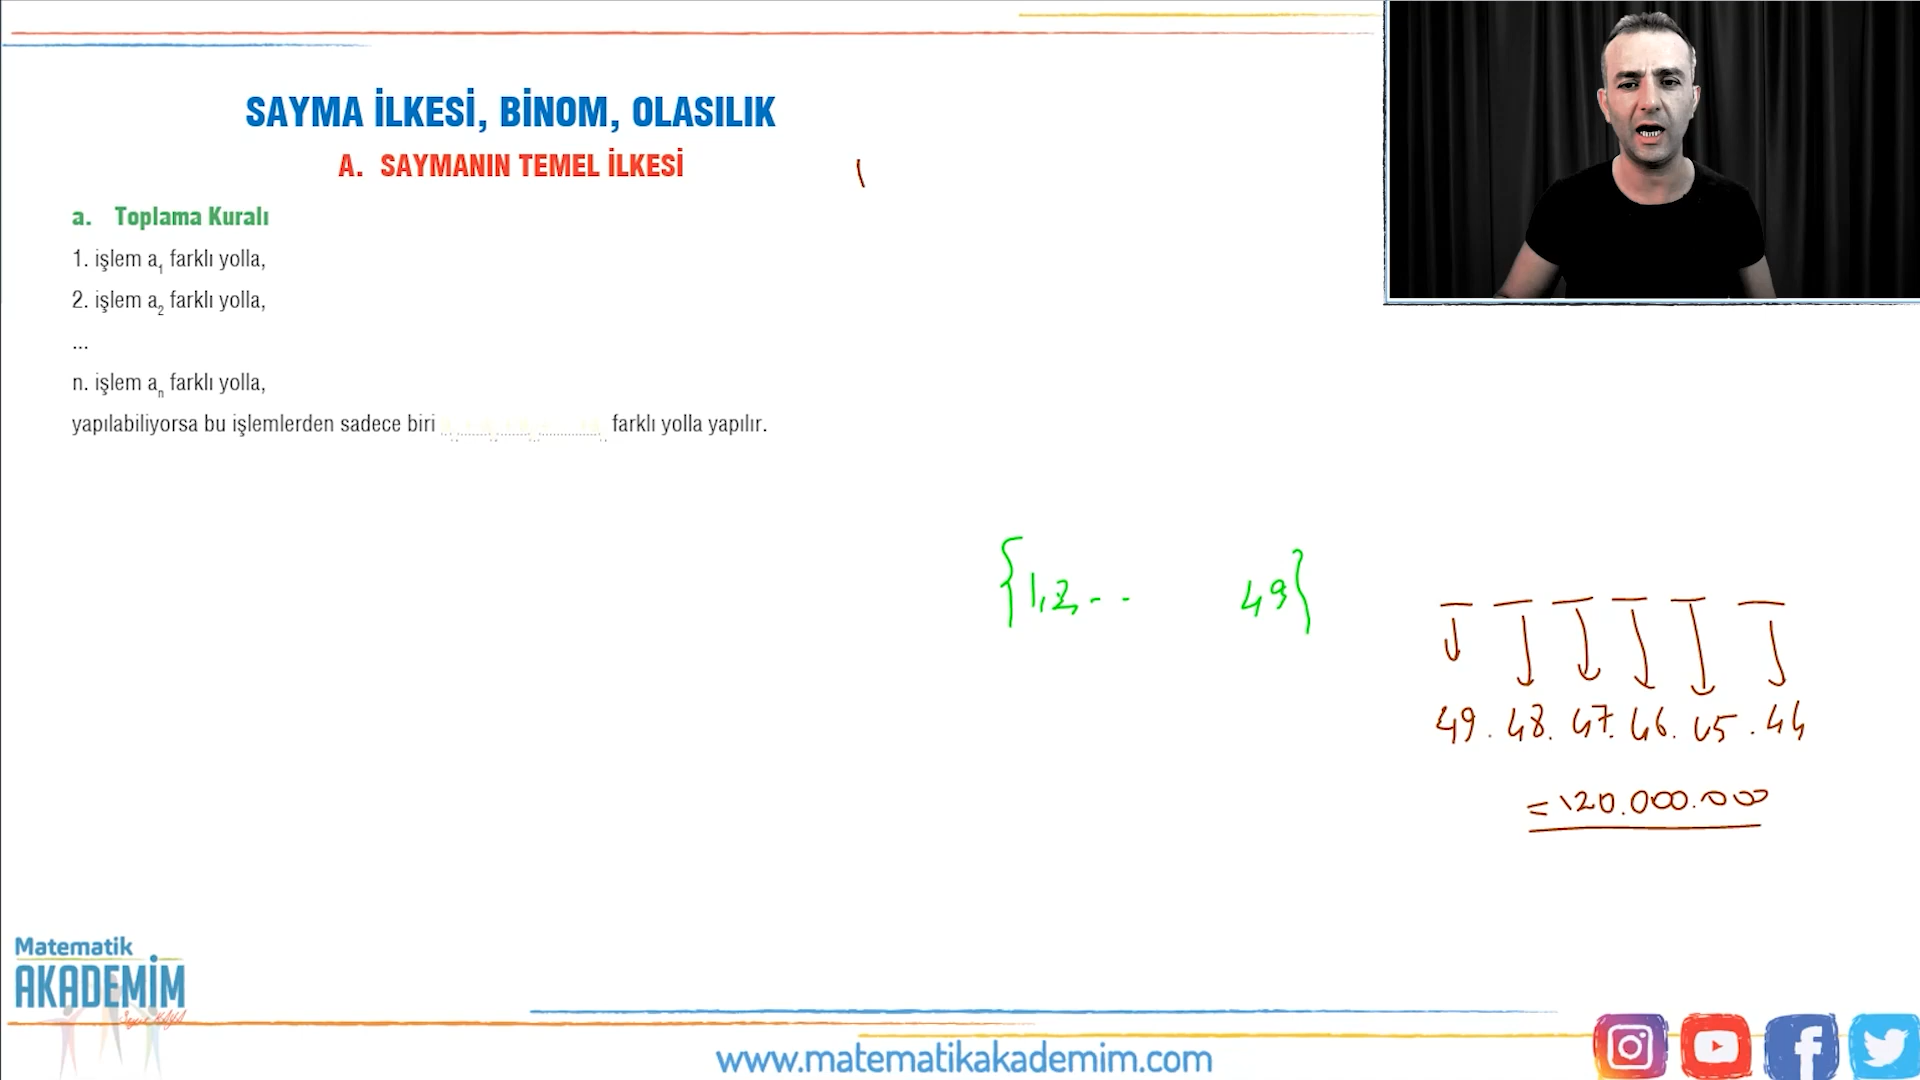 SAYMA İLKESİ, BİNOM, OLASILIK
A. SAYMANIN TEMEL İLKESİ
a. Toplama Kuralı
1. işlem a₁ farklı yolla,
2. işlem a₂ farklı yolla,
...
n. işlem aₙ farklı yolla,
yapılabiliyorsa bu işlemlerden sadece biri ........................ farklı yolla yapılır.
{1,2,.. 49}
49 . 48 . 47 . 46 . 45 . 44
= 120.000.000
Matematik
AKADEMİM
www.matematikakademim.com